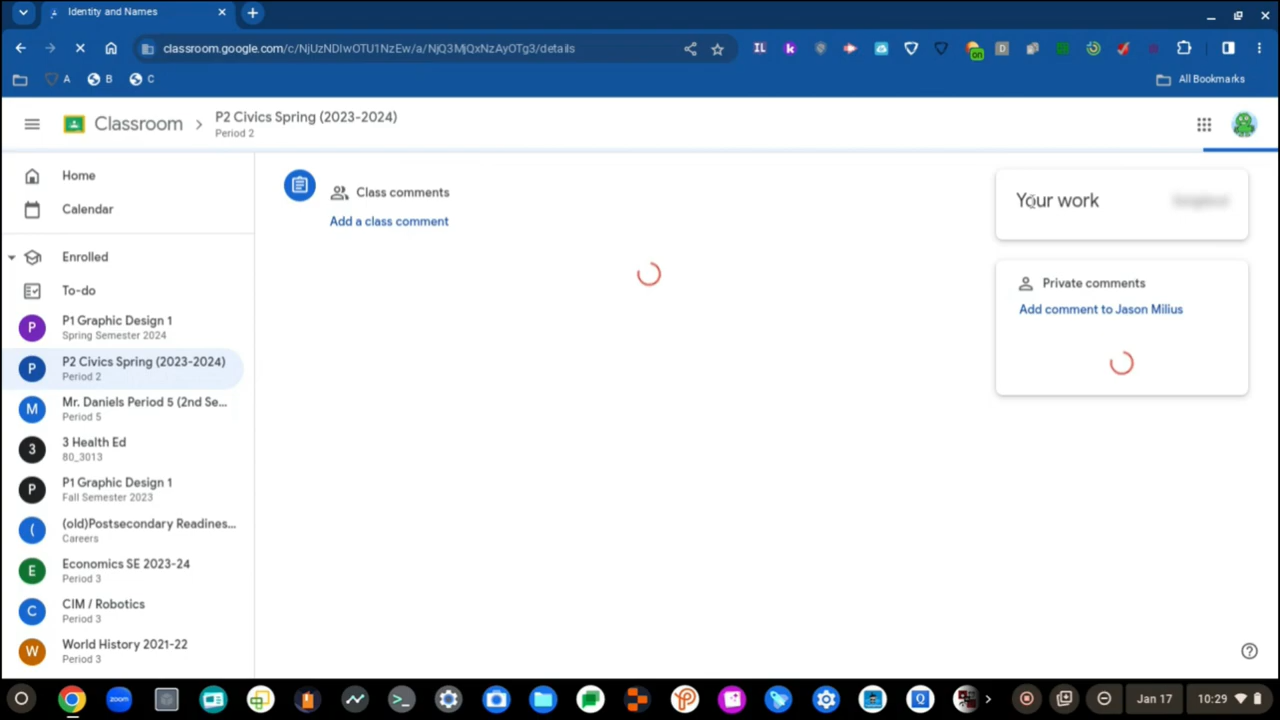 Identity and Names
classroom.google.com/c/NjUzNDIwOTU1NzEw/a/NjQ3MjQxNzAyOTg3/details
IL
k
D
on
A
B
C
All Bookmarks
Classroom
P2 Civics Spring (2023-2024)
Period 2
Home
Calendar
Enrolled
To-do
P
P1 Graphic Design 1
Spring Semester 2024
P
P2 Civics Spring (2023-2024)
Period 2
M
Mr. Daniels Period 5 (2nd Se...
Period 5
3
3 Health Ed
80_3013
P
P1 Graphic Design 1
Fall Semester 2023
(
(old)Postsecondary Readines...
Careers
E
Economics SE 2023-24
Period 3
C
CIM / Robotics
Period 3
W
World History 2021-22
Period 3
Class comments
Add a class comment
Your work
Private comments
Add comment to Jason Milius
zoom
Q
Jan 17
10:29